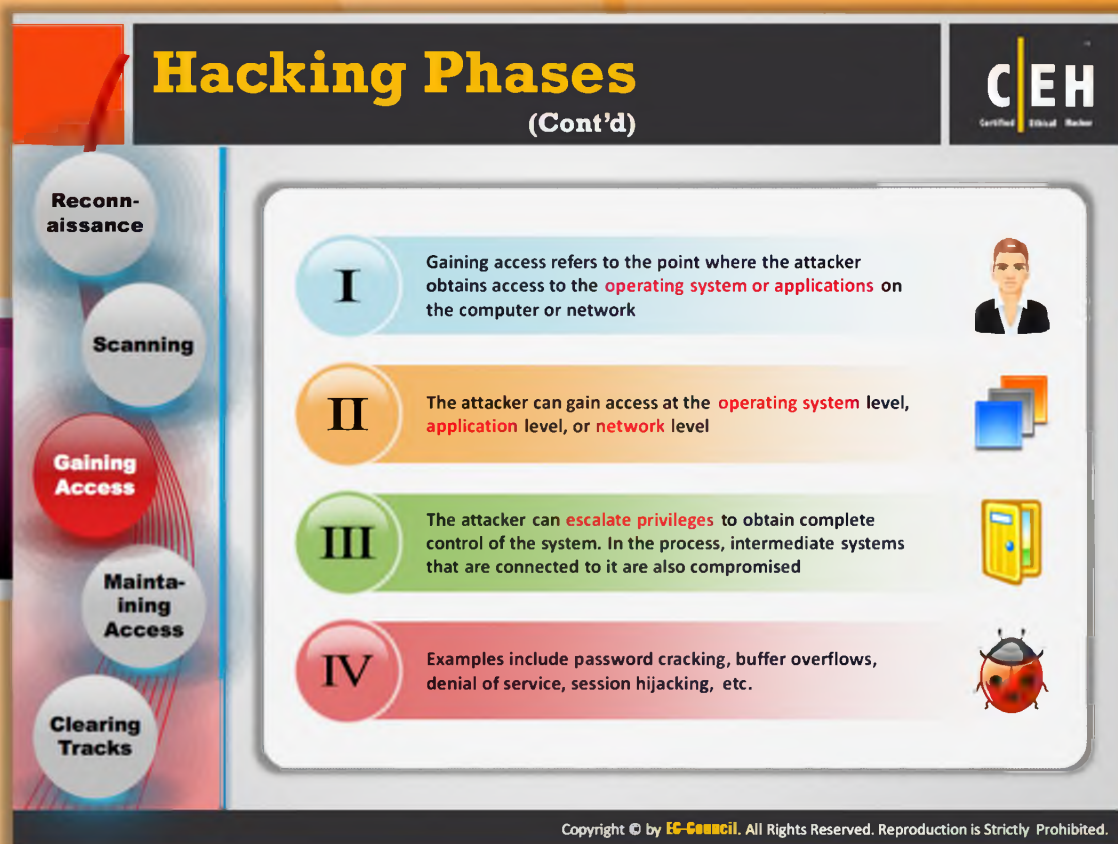 Hacking Phases
(Cont'd)
C|EH
Certified Ethical Hacker
Reconn-
aissance
Scanning
Gaining
Access
Mainta-
ining
Access
Clearing
Tracks
I
Gaining access refers to the point where the attacker
obtains access to the operating system or applications on
the computer or network
II
The attacker can gain access at the operating system level,
application level, or network level
III
The attacker can escalate privileges to obtain complete
control of the system. In the process, intermediate systems
that are connected to it are also compromised
IV
Examples include password cracking, buffer overflows,
denial of service, session hijacking, etc.
Copyright © by EC-Council. All Rights Reserved. Reproduction is Strictly Prohibited.